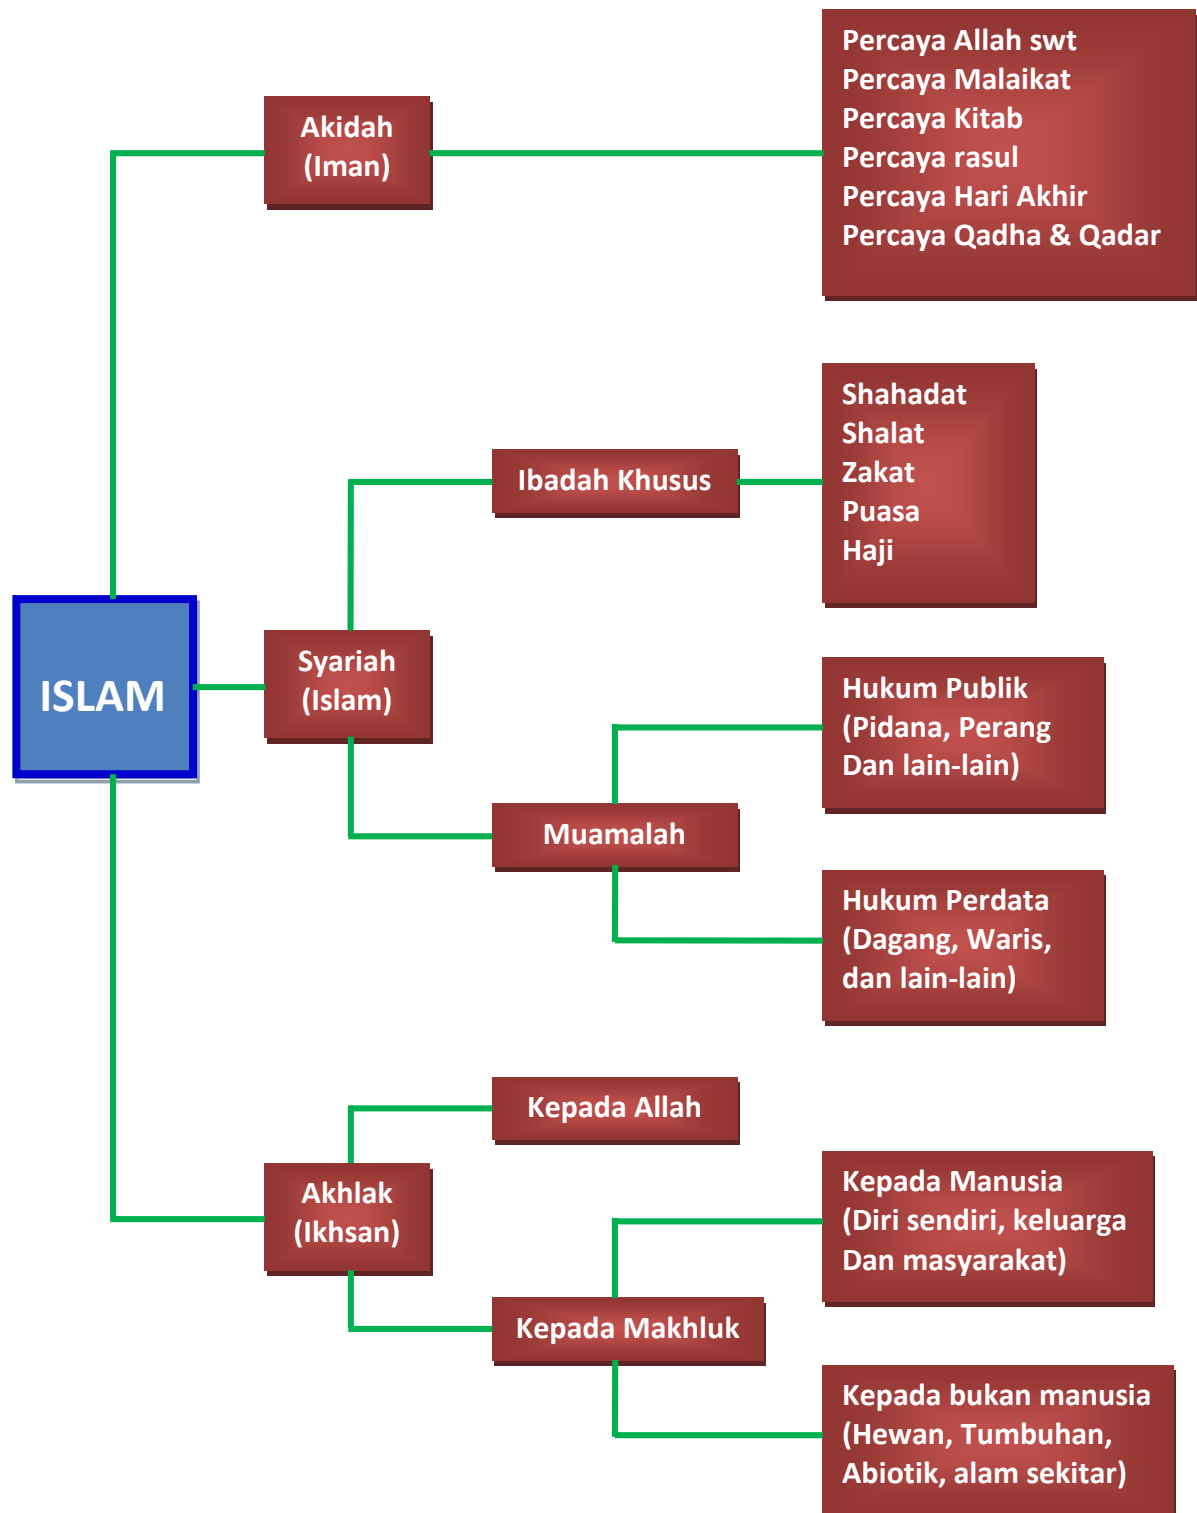 Percaya Allah swt
Percaya Malaikat
Percaya Kitab
Percaya rasul
Percaya Hari Akhir
Percaya Qadha & Qadar
Akidah
(Iman)
Shahadat
Shalat
Zakat
Puasa
Haji
Ibadah Khusus
ISLAM
Syariah
(Islam)
Hukum Publik
(Pidana, Perang
Dan lain-lain)
Muamalah
Hukum Perdata
(Dagang, Waris,
dan lain-lain)
Kepada Allah
Akhlak
(Ikhsan)
Kepada Manusia
(Diri sendiri, keluarga
Dan masyarakat)
Kepada Makhluk
Kepada bukan manusia
(Hewan, Tumbuhan,
Abiotik, alam sekitar)